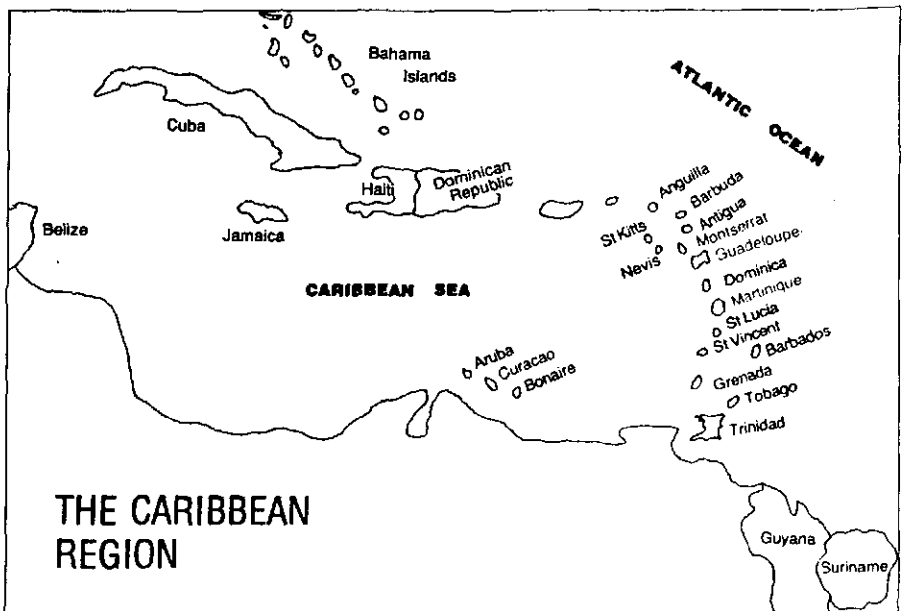 Bahama
Islands
ATLANTIC OCEAN
Cuba
Haiti
Dominican
Republic
Anguilla
Barbuda
Belize
Jamaica
St Kitts
Antigua
Montserrat
Nevis
Guadeloupe
CARIBBEAN SEA
Dominica
Martinique
St Lucia
St Vincent
Barbados
Aruba
Curacao
Bonaire
Grenada
Tobago
Trinidad
THE CARIBBEAN
REGION
Guyana
Suriname